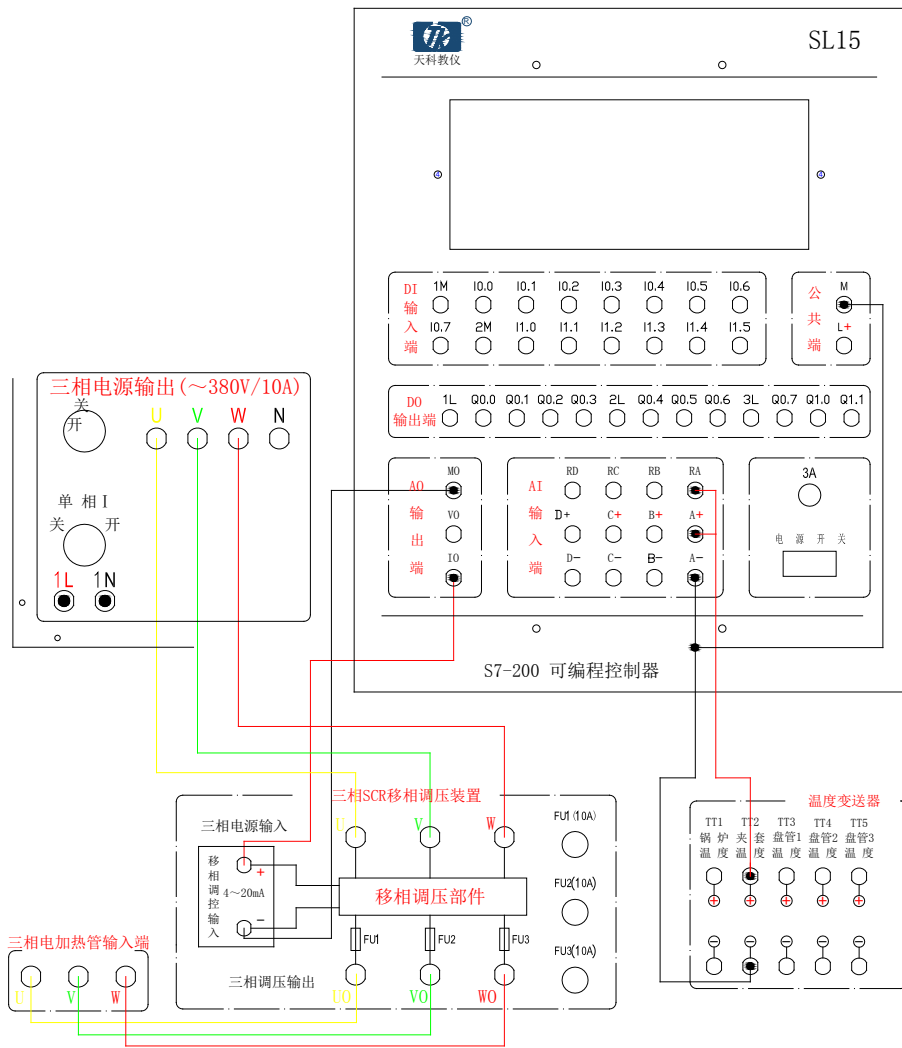 ®
TK
天科教仪
SL15
DI
输
入
端
1M I0.0 I0.1 I0.2 I0.3 I0.4 I0.5 I0.6
I0.7 2M I1.0 I1.1 I1.2 I1.3 I1.4 I1.5
公
共
端
M
L+
DO
输出端
1L Q0.0 Q0.1 Q0.2 Q0.3 2L Q0.4 Q0.5 Q0.6 3L Q0.7 Q1.0 Q1.1
AO
输
出
端
MO
VO
IO
AI
输
入
端
RD RC RB RA
D+ C+ B+ A+
D- C- B- A-
3A
电源开关
S7-200 可编程控制器
三相电源输出(~380V/10A)
关
开
U V W N
单相I
关 开
1L 1N
三相SCR移相调压装置
三相电源输入
U V W
移
相
调
控
输
入
+
4~20mA
-
移相调压部件
FU1 FU2 FU3
三相调压输出
UO VO WO
FU1(10A)
FU2(10A)
FU3(10A)
三相电加热管输入端
U V W
温度变送器
TT1 TT2 TT3 TT4 TT5
锅炉 夹套 盘管1 盘管2 盘管3
温度 温度 温度 温度 温度
+ + + + +
- - - - -